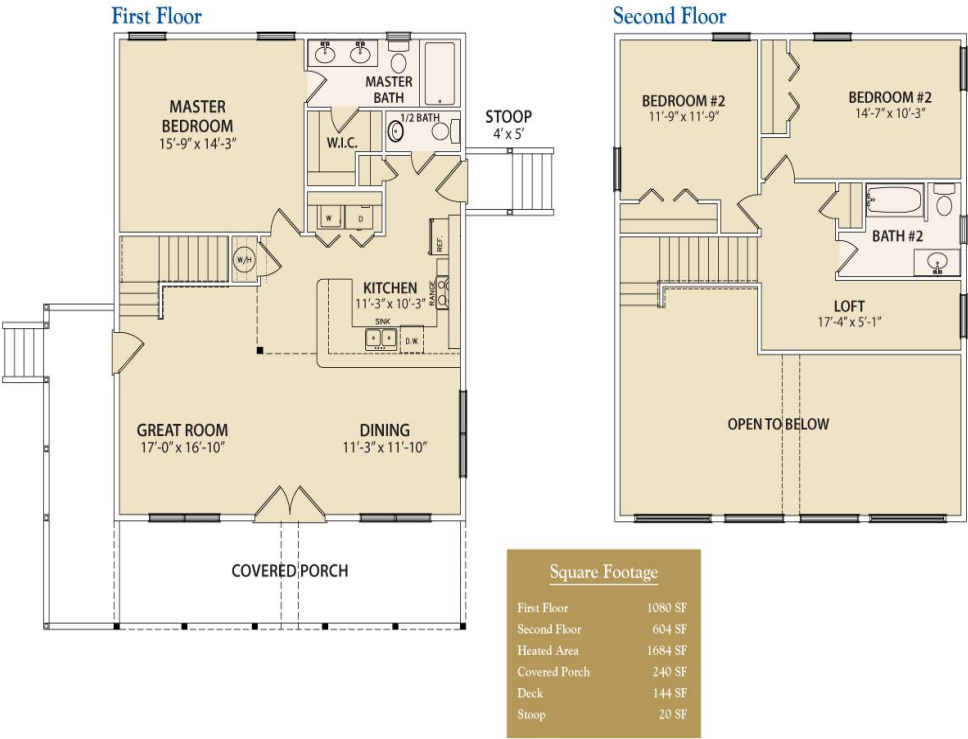 First Floor
Second Floor
MASTER
BATH
MASTER
BEDROOM
15'-9" x 14'-3"
W.I.C.
1/2 BATH
STOOP
4' x 5'
W
D
W/H
REF.
KITCHEN
11'-3" x 10'-3"
RANGE
SINK
D.W.
GREAT ROOM
17'-0" x 16'-10"
DINING
11'-3" x 11'-10"
COVERED PORCH
BEDROOM #2
11'-9" x 11'-9"
BEDROOM #2
14'-7" x 10'-3"
BATH #2
LOFT
17'-4" x 5'-1"
OPEN TO BELOW
Square Footage
First Floor 1080 SF
Second Floor 604 SF
Heated Area 1684 SF
Covered Porch 240 SF
Deck 144 SF
Stoop 20 SF